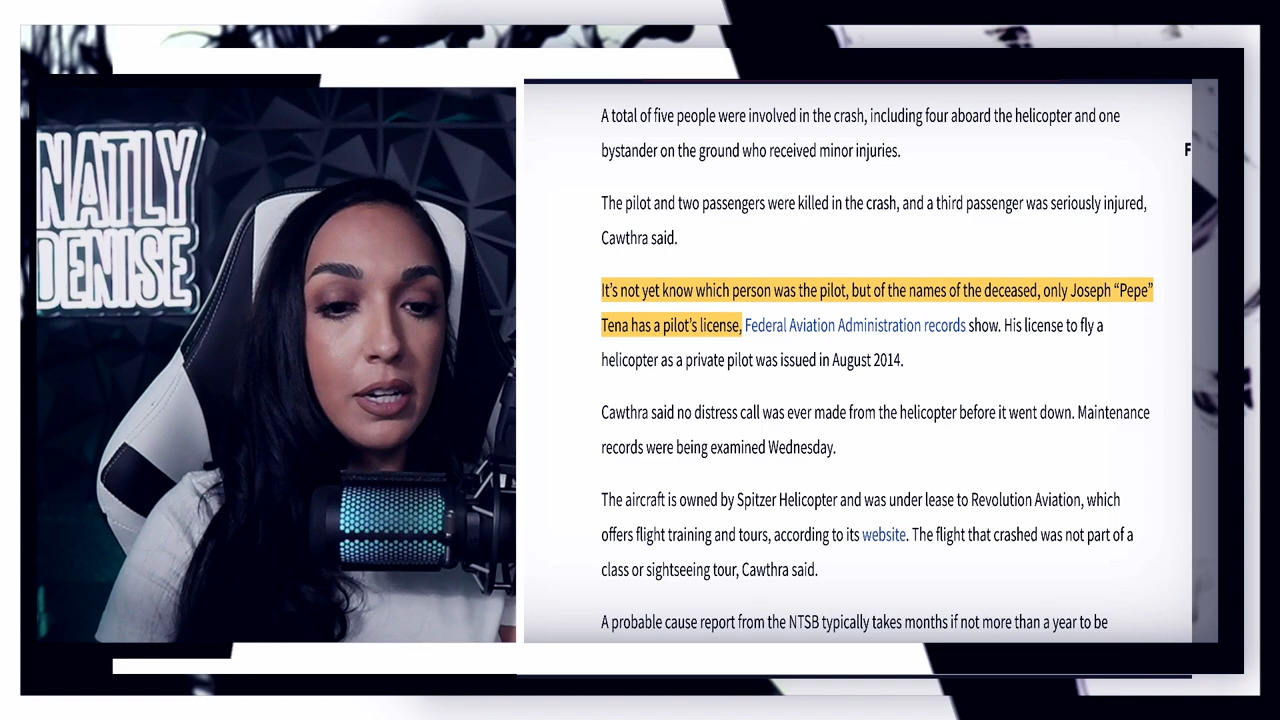 NATLY
DENISE
A total of five people were involved in the crash, including four aboard the helicopter and one
bystander on the ground who received minor injuries.
F
The pilot and two passengers were killed in the crash, and a third passenger was seriously injured,
Cawthra said.
It’s not yet know which person was the pilot, but of the names of the deceased, only Joseph “Pepe”
Tena has a pilot’s license, Federal Aviation Administration records show. His license to fly a
helicopter as a private pilot was issued in August 2014.
Cawthra said no distress call was ever made from the helicopter before it went down. Maintenance
records were being examined Wednesday.
The aircraft is owned by Spitzer Helicopter and was under lease to Revolution Aviation, which
offers flight training and tours, according to its website. The flight that crashed was not part of a
class or sightseeing tour, Cawthra said.
A probable cause report from the NTSB typically takes months if not more than a year to be